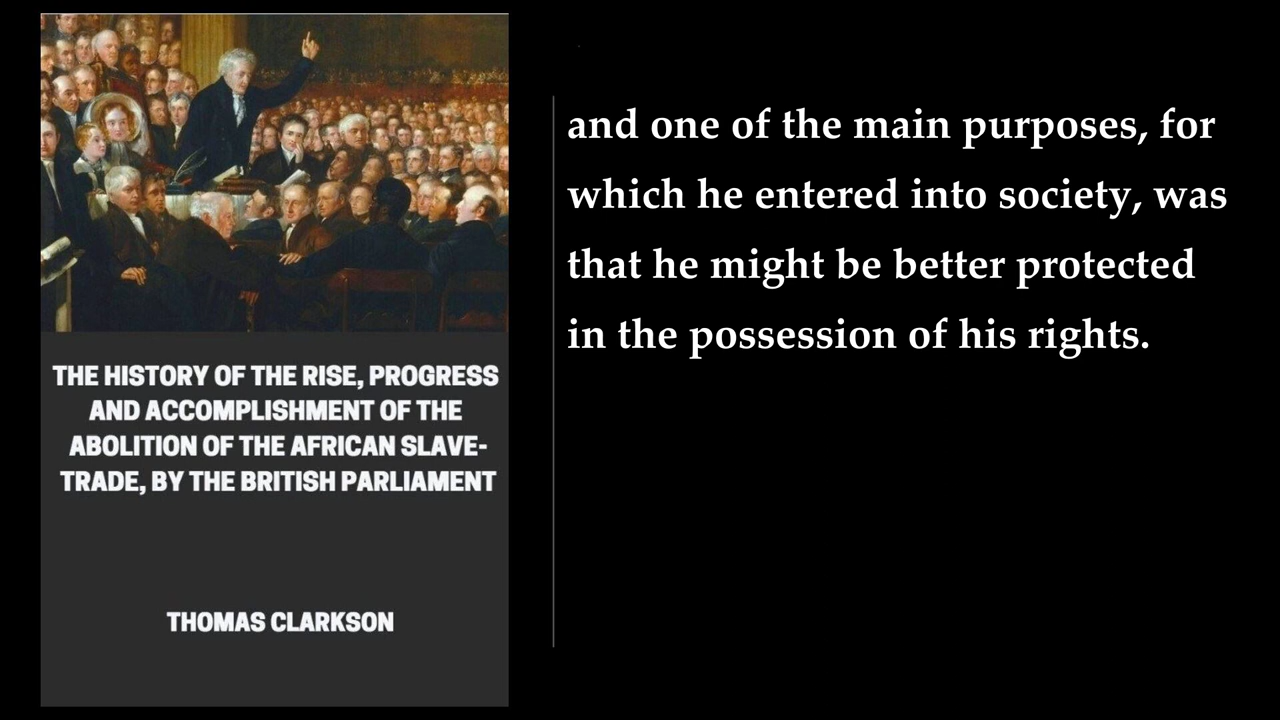 THE HISTORY OF THE RISE, PROGRESS
AND ACCOMPLISHMENT OF THE
ABOLITION OF THE AFRICAN SLAVE-
TRADE, BY THE BRITISH PARLIAMENT
THOMAS CLARKSON
and one of the main purposes, for
which he entered into society, was
that he might be better protected
in the possession of his rights.